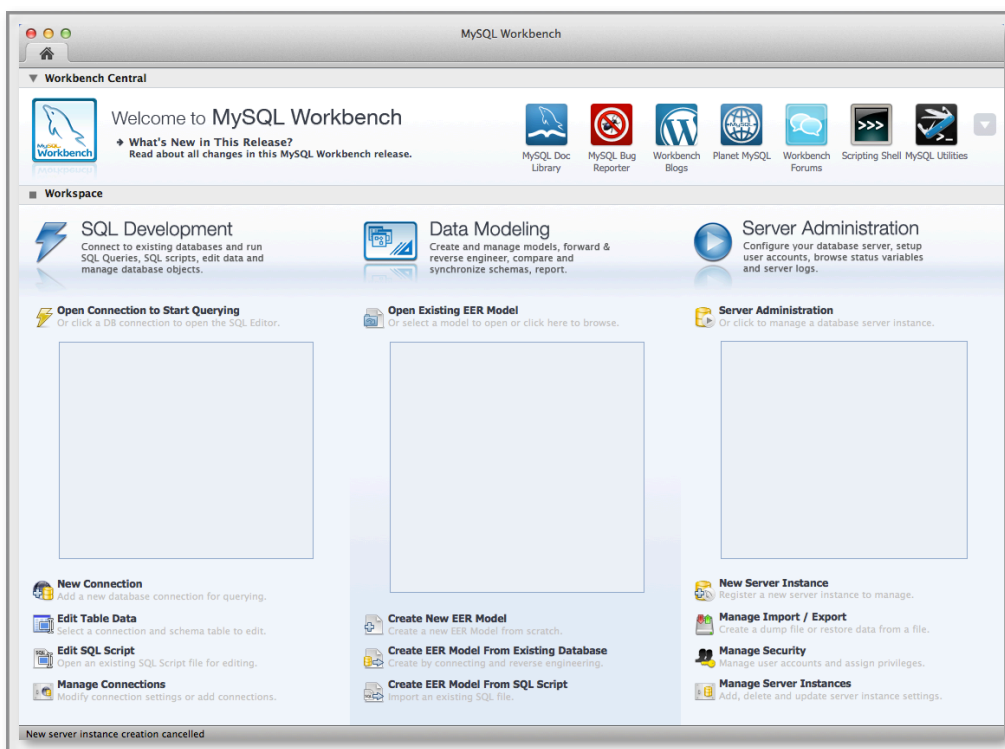 MySQL Workbench
Workbench Central
MySQL
Workbench
Welcome to MySQL Workbench
What's New in This Release?
Read about all changes in this MySQL Workbench release.
MySQL Doc
Library
MySQL Bug
Reporter
Workbench
Blogs
Planet MySQL
Workbench
Forums
Scripting Shell
MySQL Utilities
Workspace
SQL Development
Connect to existing databases and run
SQL Queries, SQL scripts, edit data and
manage database objects.
Open Connection to Start Querying
Or click a DB connection to open the SQL Editor.
New Connection
Add a new database connection for querying.
Edit Table Data
Select a connection and schema table to edit.
Edit SQL Script
Open an existing SQL Script file for editing.
Manage Connections
Modify connection settings or add connections.
Data Modeling
Create and manage models, forward &
reverse engineer, compare and
synchronize schemas, report.
Open Existing EER Model
Or select a model to open or click here to browse.
Create New EER Model
Create a new EER Model from scratch.
Create EER Model From Existing Database
Create by connecting and reverse engineering.
Create EER Model From SQL Script
Import an existing SQL file.
Server Administration
Configure your database server, setup
user accounts, browse status variables
and server logs.
Server Administration
Or click to manage a database server instance.
New Server Instance
Register a new server instance to manage.
Manage Import / Export
Create a dump file or restore data from a file.
Manage Security
Manage user accounts and assign privileges.
Manage Server Instances
Add, delete and update server instance settings.
New server instance creation cancelled